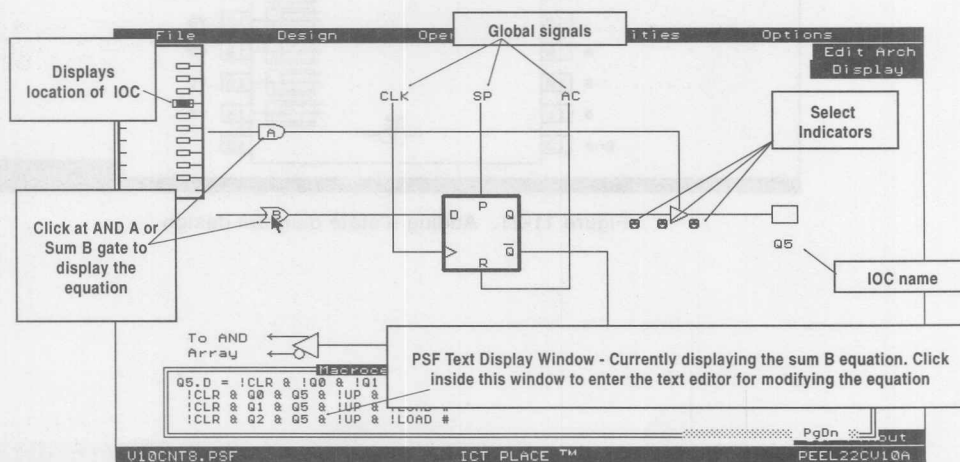 File Design Ope ities Options
Global signals
Edit Arch
Display
Displays
location of IOC
CLK SP AC
Select
Indicators
A
Click at AND A or
Sum B gate to
display the
equation
B
D P Q
Q
R
Q5
IOC name
To AND
Array
PSF Text Display Window - Currently displaying the sum B equation. Click
inside this window to enter the text editor for modifying the equation
Macroce
Q5.D = !CLR & !Q0 & !Q1
!CLR & Q0 & Q5 & !UP &
!CLR & Q1 & Q5 & !UP & !LOAD #
!CLR & Q2 & Q5 & !UP & !LOAD #
PgDn
out
V10CNT8.PSF ICT PLACE ™ PEEL22CV10A